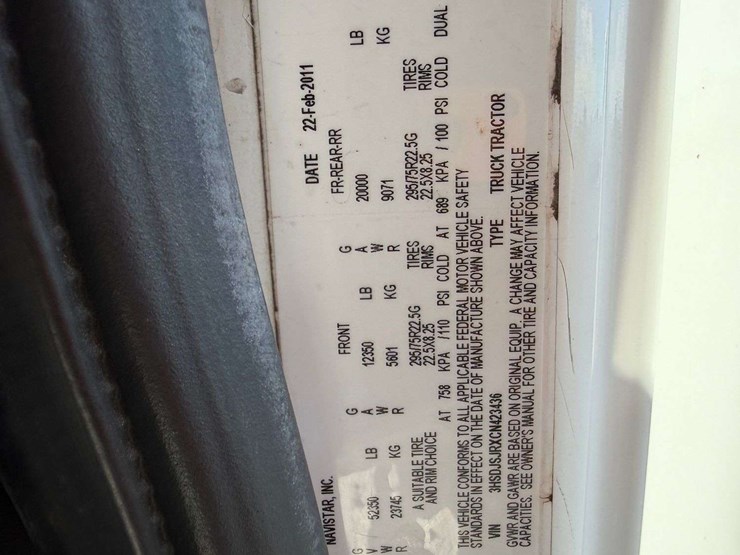 NAVISTAR, INC. DATE 22-Feb-2011
G FRONT G FR-REAR-RR
V 52350 LB A 12350 LB A 20000 LB
W W W
R 23745 KG R 5601 KG R 9071 KG
A SUITABLE TIRE 295/75R22.5G TIRES 295/75R22.5G TIRES
AND RIM CHOICE 22.5X8.25 RIMS 22.5X8.25 RIMS
AT 758 KPA /110 PSI COLD AT 689 KPA / 100 PSI COLD DUAL
THIS VEHICLE CONFORMS TO ALL APPLICABLE FEDERAL MOTOR VEHICLE SAFETY
STANDARDS IN EFFECT ON THE DATE OF MANUFACTURE SHOWN ABOVE.
VIN 3HSDJSJRXCN423436 TYPE TRUCK TRACTOR
GVWR AND GAWR ARE BASED ON ORIGINAL EQUIP. A CHANGE MAY AFFECT VEHICLE
CAPACITIES. SEE OWNER'S MANUAL FOR OTHER TIRE AND CAPACITY INFORMATION.